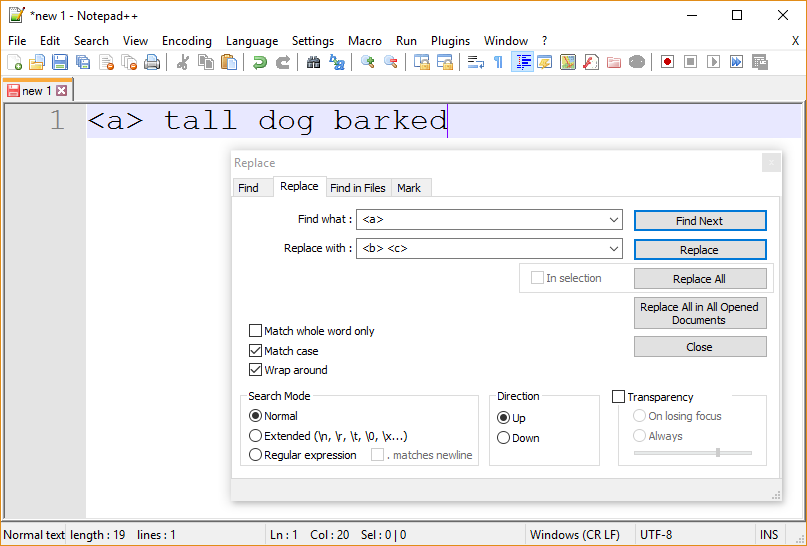 *new 1 - Notepad++
File Edit Search View Encoding Language Settings Macro Run Plugins Window ? X
new 1
1 <a> tall dog barked
Replace
Find Replace Find in Files Mark
Find what : <a> Find Next
Replace with : <b> <c> Replace
In selection Replace All
Replace All in All Opened
Documents
Match whole word only
Close
Match case
Wrap around
Search Mode Direction Transparency
Normal Up On losing focus
Extended (\n, \r, \t, \0, \x...) Down Always
Regular expression . matches newline
Normal text length : 19 lines : 1 Ln : 1 Col : 20 Sel : 0 | 0 Windows (CR LF) UTF-8 INS